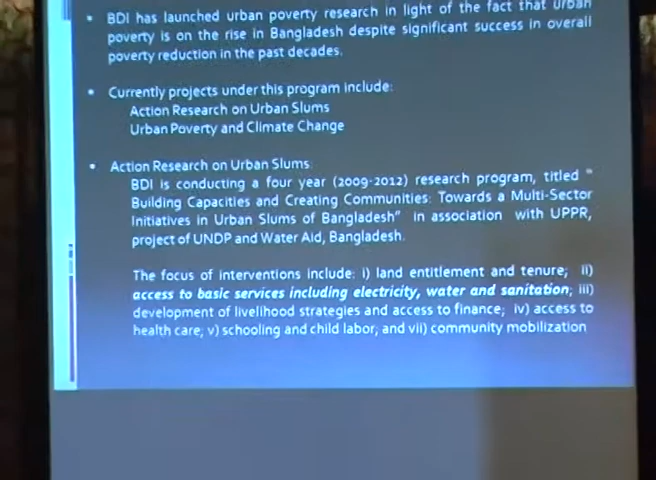 • BDI has launched urban poverty research in light of the fact that urban
poverty is on the rise in Bangladesh despite significant success in overall
poverty reduction in the past decades.
• Currently projects under this program include:
Action Research on Urban Slums
Urban Poverty and Climate Change
• Action Research on Urban Slums:
BDI is conducting a four year (2009-2012) research program, titled "
Building Capacities and Creating Communities: Towards a Multi-Sector
Initiatives in Urban Slums of Bangladesh" in association with UPPR,
project of UNDP and Water Aid, Bangladesh.
The focus of interventions include: i) land entitlement and tenure; ii)
access to basic services including electricity, water and sanitation; iii)
development of livelihood strategies and access to finance; iv) access to
health care; v) schooling and child labor; and vii) community mobilization